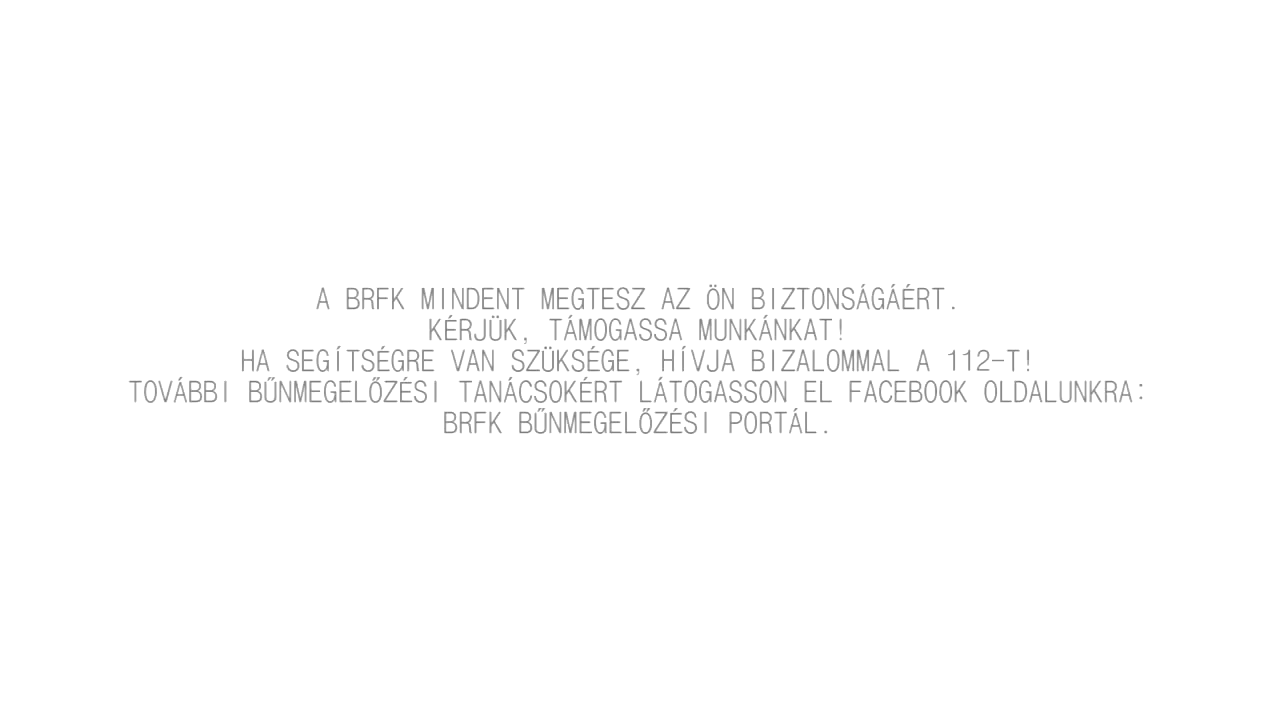 A BRFK MINDENT MEGTESZ AZ ÖN BIZTONSÁGÁÉRT.
KÉRJÜK, TÁMOGASSA MUNKÁNKAT!
HA SEGÍTSÉGRE VAN SZÜKSÉGE, HÍVJA BIZALOMMAL A 112-T!
TOVÁBBI BŰNMEGELŐZÉSI TANÁCSOKÉRT LÁTOGASSON EL FACEBOOK OLDALUNKRA:
BRFK BŰNMEGELŐZÉSI PORTÁL.